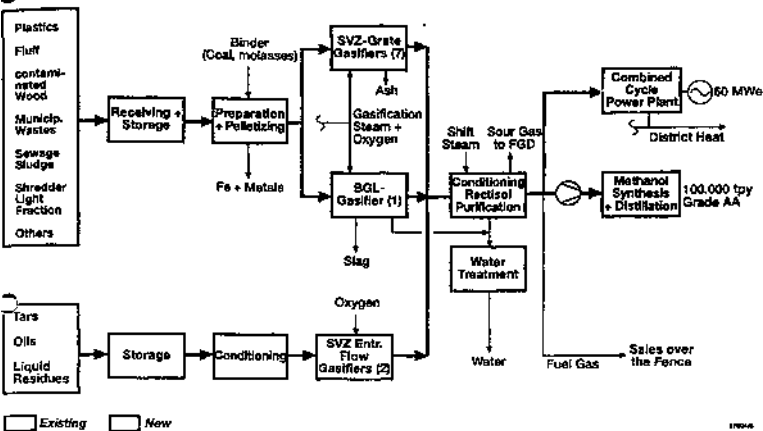 Plastics
Fluff
contami-
nated
Wood
Municip.
Wastes
Sewage
Sludge
Shredder
Light
Fraction
Others
Receiving +
Storage
Binder
(Coal, molasses)
Preparation
+ Pelletizing
Fe + Metals
SVZ-Grate
Gasifiers (7)
Ash
Gasification
Steam +
Oxygen
BGL-
Gasifier (1)
Slag
Shift
Steam
Sour Gas
to FGD
Conditioning
Rectisol
Purification
Water
Treatment
Water
Combined
Cycle
Power Plant
60 MWe
District Heat
Methanol
Synthesis
+ Distillation
100.000 tpy
Grade AA
Fuel Gas
Sales over
the Fence
Tars
Oils
Liquid
Residues
Storage
Conditioning
Oxygen
SVZ Entr.
Flow
Gasifiers (2)
Existing
New